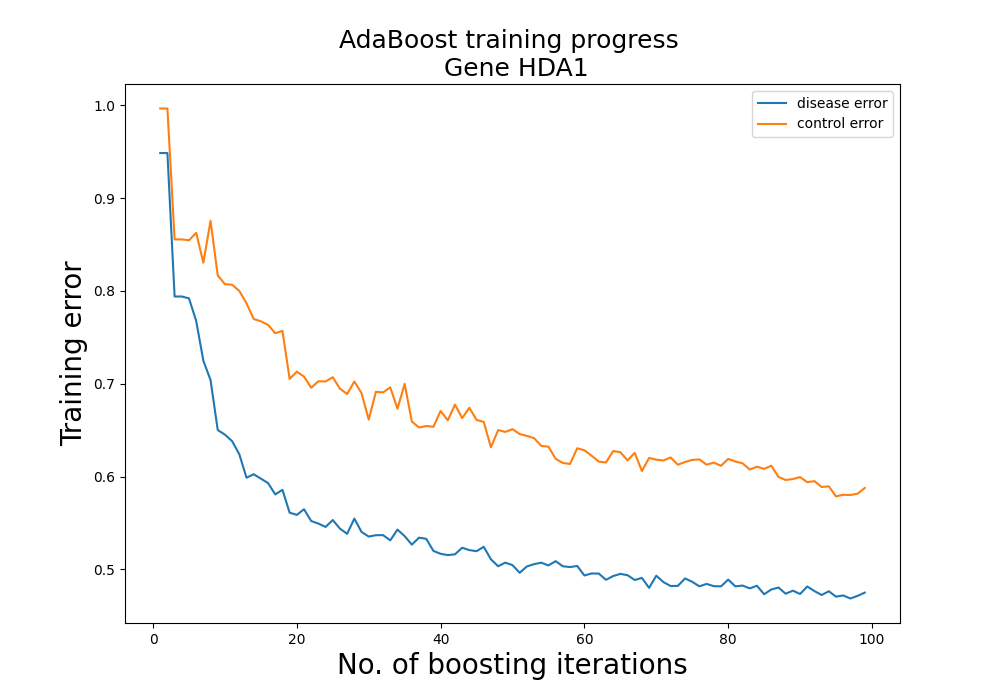 AdaBoost training progress
Gene HDA1
disease error
control error
Training error
1.0
0.9
0.8
0.7
0.6
0.5
0
20
40
60
80
100
No. of boosting iterations